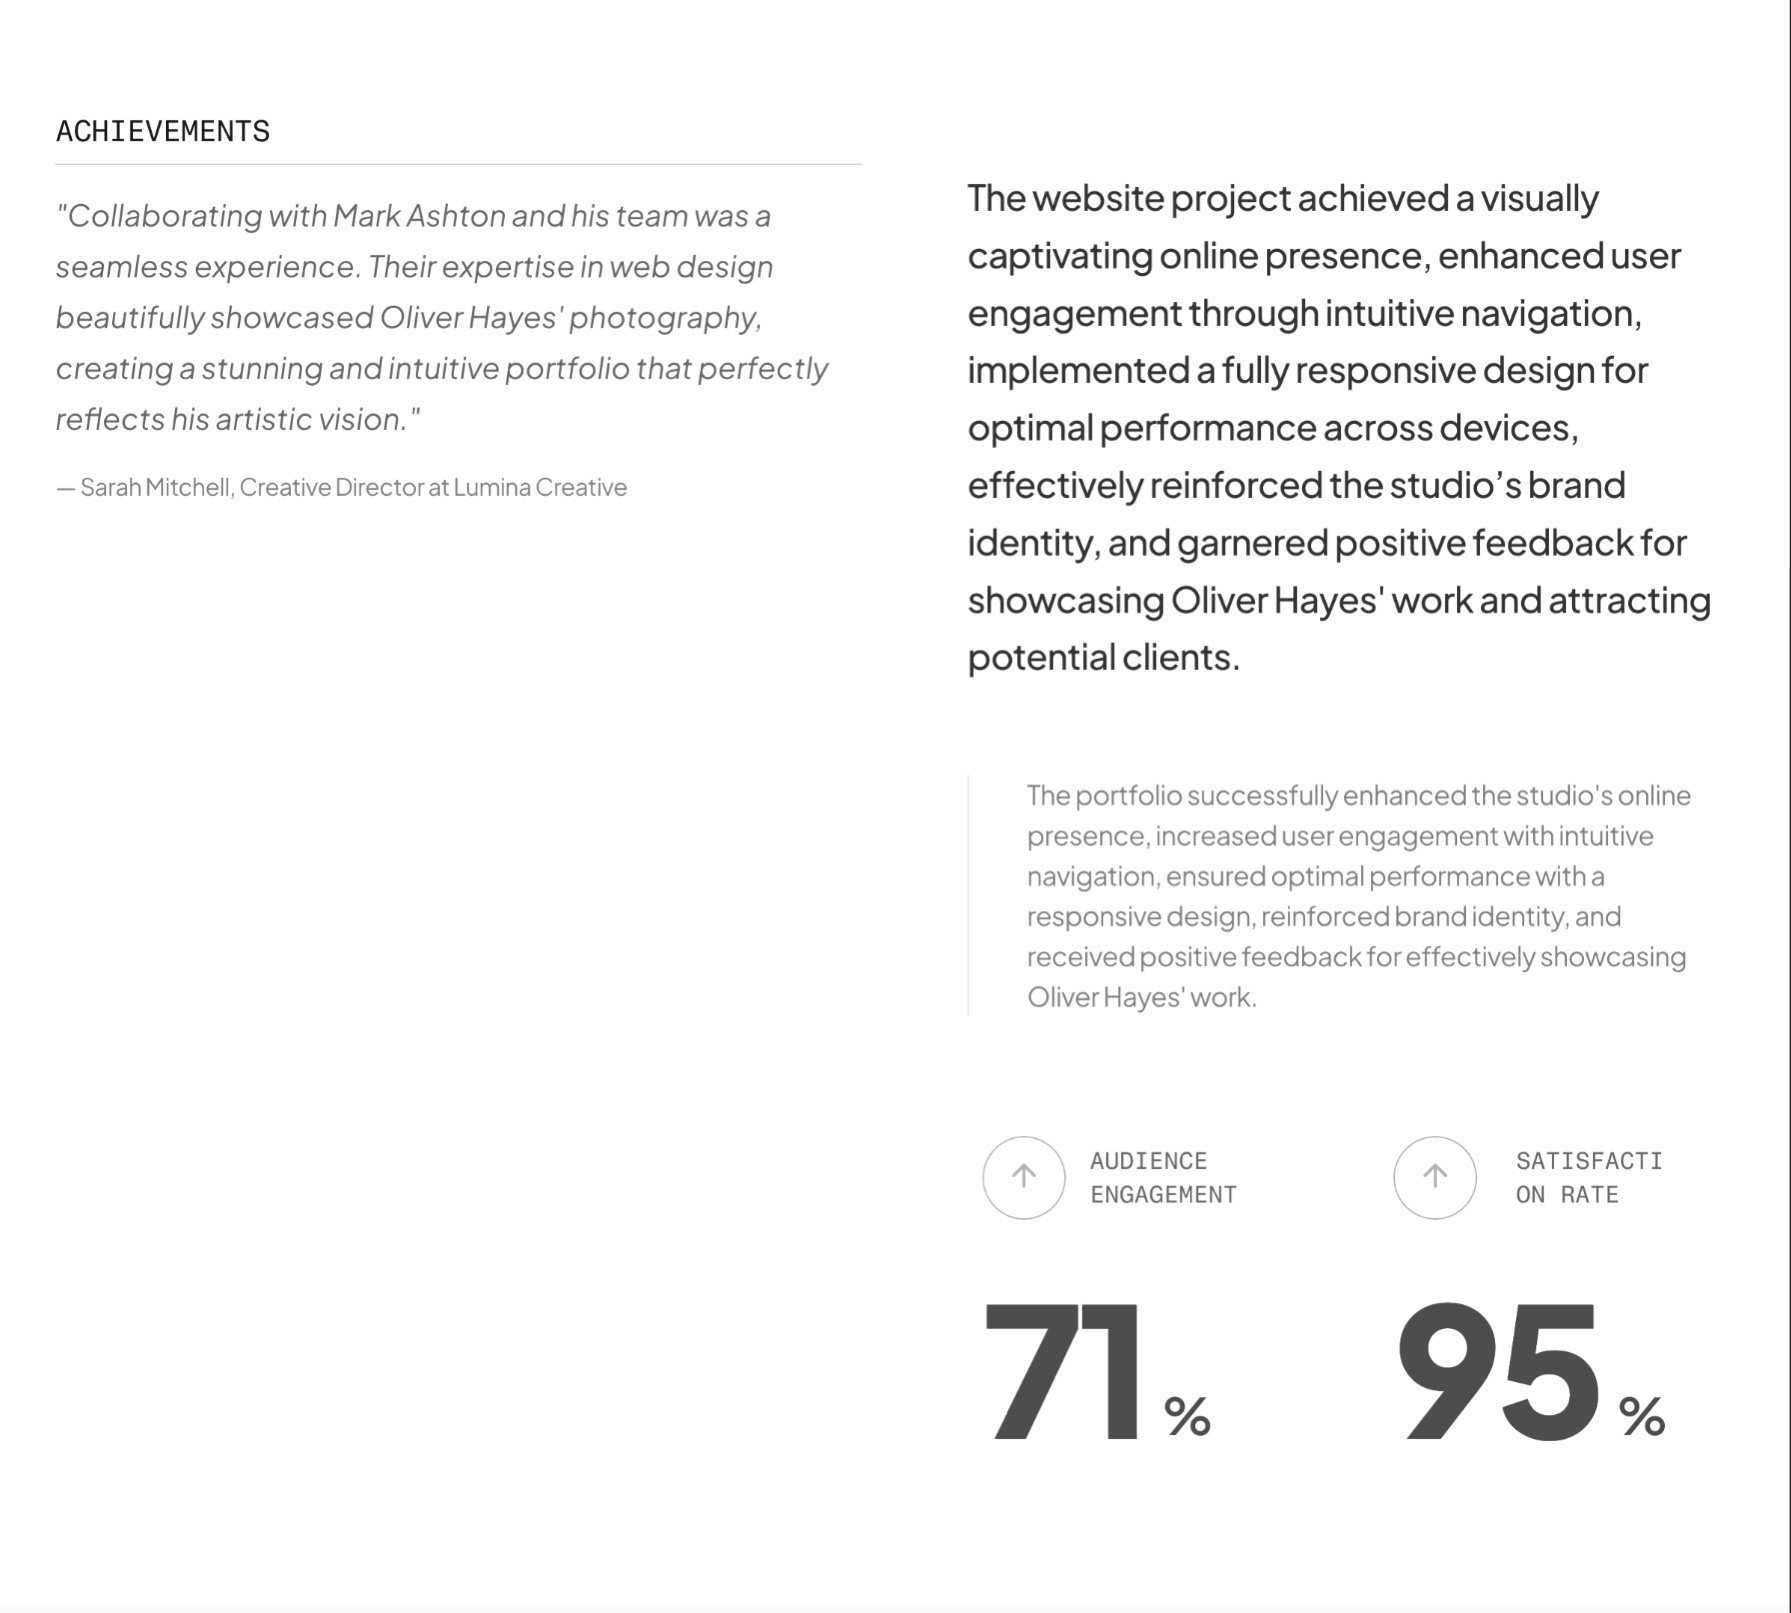 ACHIEVEMENTS
"Collaborating with Mark Ashton and his team was a
seamless experience. Their expertise in web design
beautifully showcased Oliver Hayes' photography,
creating a stunning and intuitive portfolio that perfectly
reflects his artistic vision."
— Sarah Mitchell, Creative Director at Lumina Creative
The website project achieved a visually
captivating online presence, enhanced user
engagement through intuitive navigation,
implemented a fully responsive design for
optimal performance across devices,
effectively reinforced the studio’s brand
identity, and garnered positive feedback for
showcasing Oliver Hayes' work and attracting
potential clients.
The portfolio successfully enhanced the studio's online
presence, increased user engagement with intuitive
navigation, ensured optimal performance with a
responsive design, reinforced brand identity, and
received positive feedback for effectively showcasing
Oliver Hayes' work.
AUDIENCE
ENGAGEMENT
71 %
SATISFACTI
ON RATE
95 %